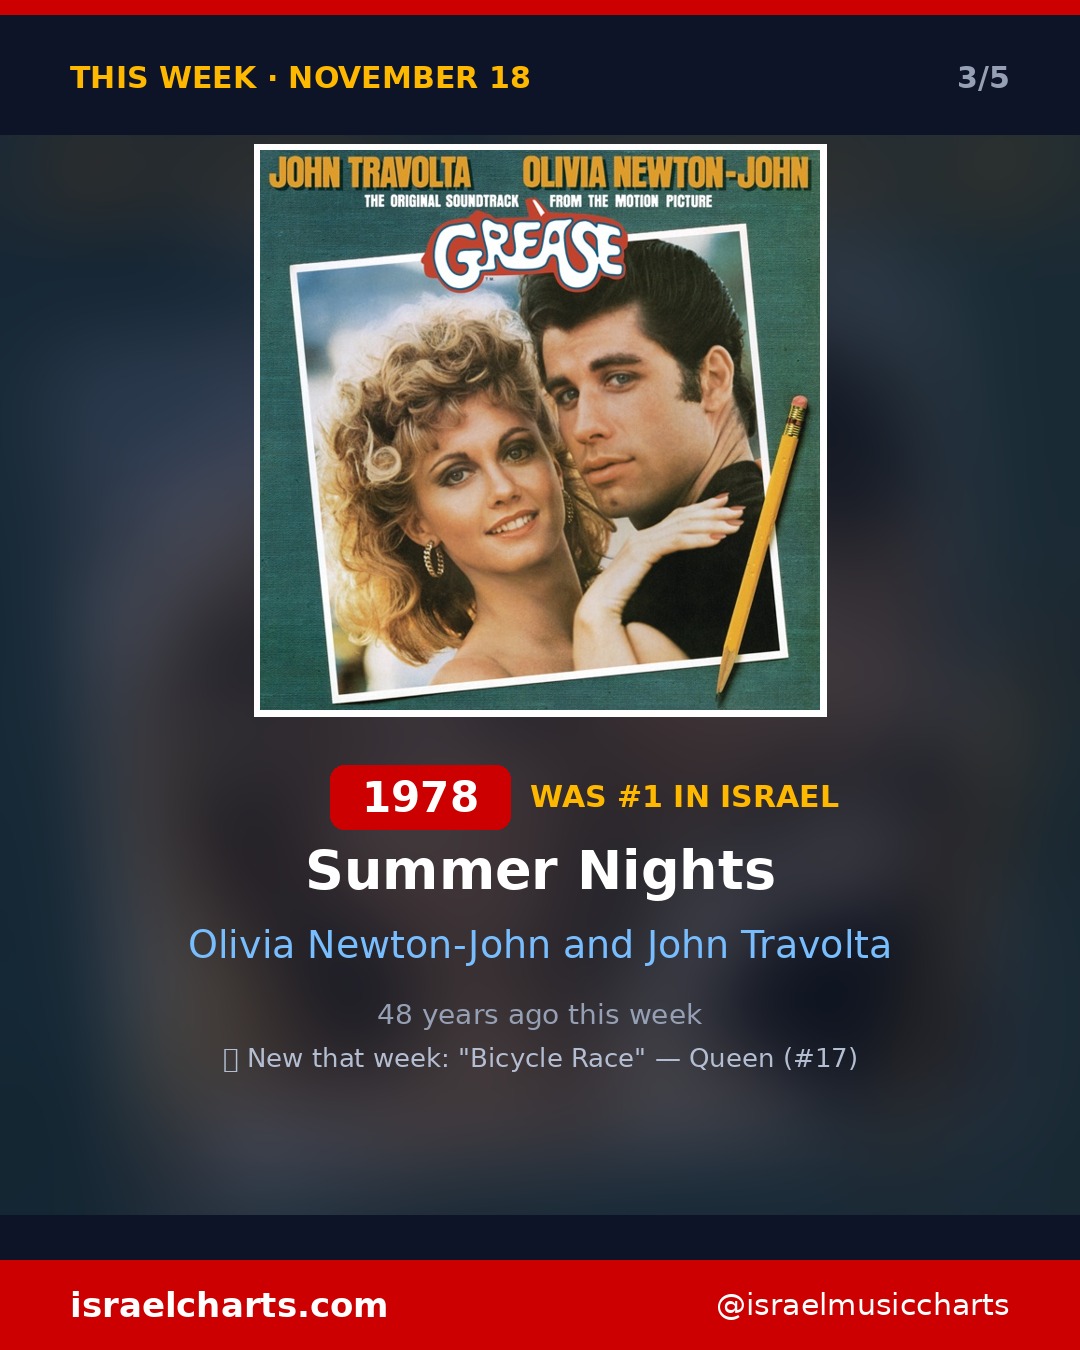 THIS WEEK · NOVEMBER 18
3/5
JOHN TRAVOLTA OLIVIA NEWTON-JOHN
THE ORIGINAL SOUNDTRACK FROM THE MOTION PICTURE
GREASE
1978 WAS #1 IN ISRAEL
Summer Nights
Olivia Newton-John and John Travolta
48 years ago this week
New that week: "Bicycle Race" — Queen (#17)
israelcharts.com
@israelmusiccharts